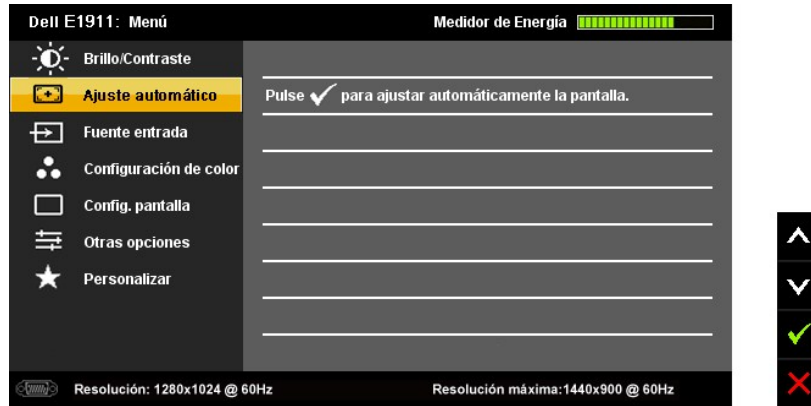 Dell E1911: Menú Medidor de Energía
Brillo/Contraste
Ajuste automático Pulse ✓ para ajustar automáticamente la pantalla.
Fuente entrada
Configuración de color
Config. pantalla
Otras opciones
Personalizar
Resolución: 1280x1024 @ 60Hz Resolución máxima:1440x900 @ 60Hz